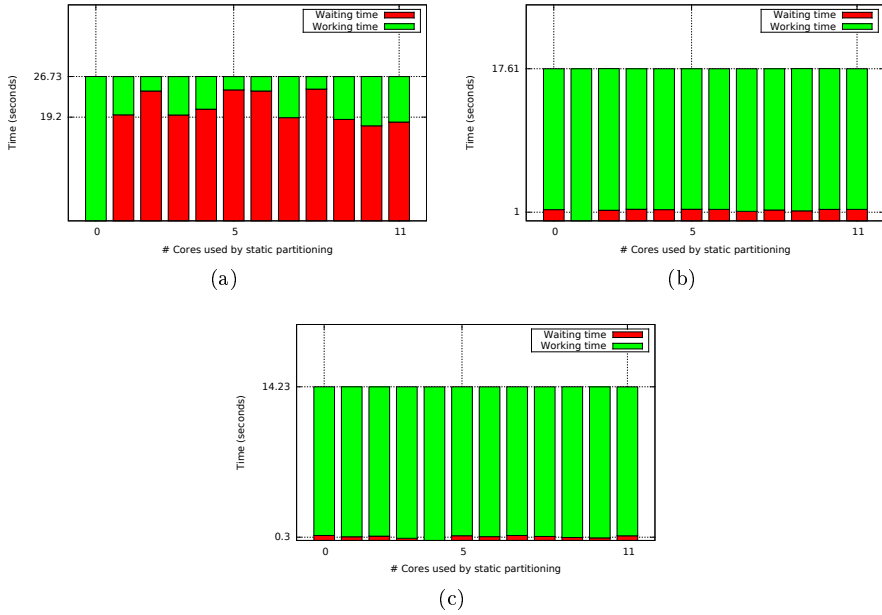 Waiting time
Working time
26.73
19.2
Time (seconds)
0
5
11
# Cores used by static partitioning
(a)
Waiting time
Working time
17.61
1
Time (seconds)
0
5
11
# Cores used by static partitioning
(b)
Waiting time
Working time
14.23
0.3
Time (seconds)
0
5
11
# Cores used by static partitioning
(c)